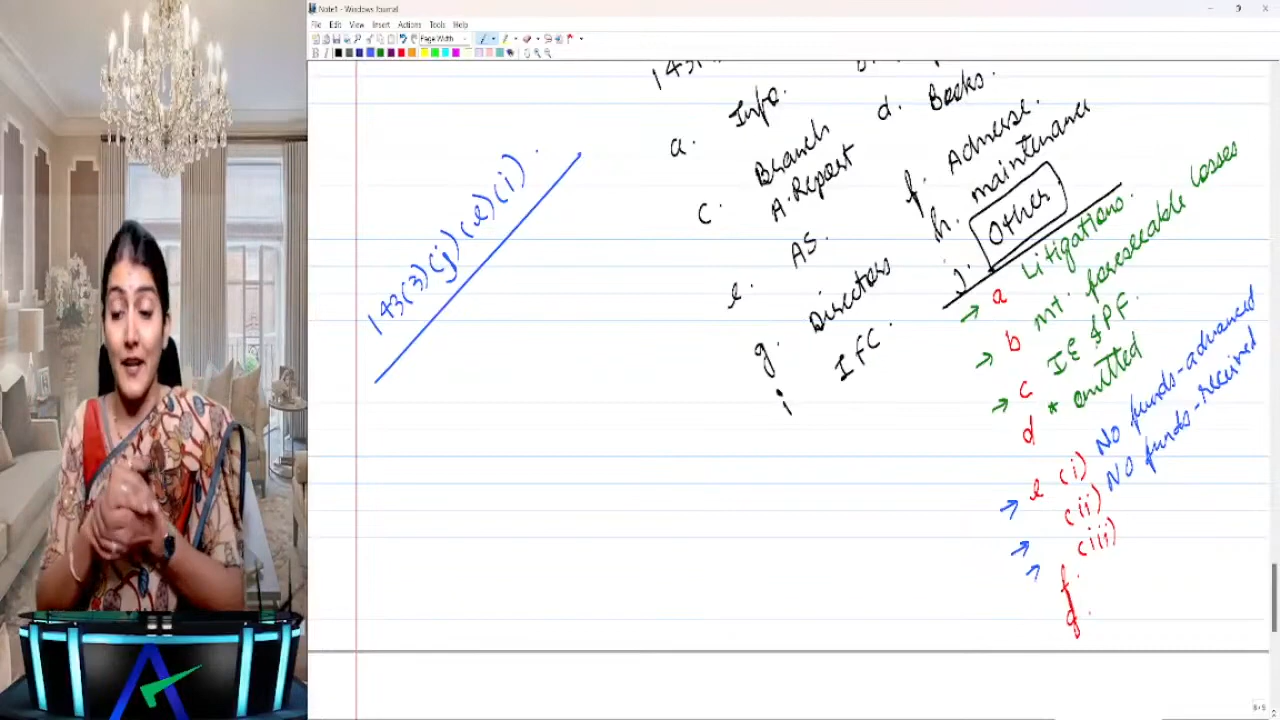 Note1 - Windows Journal
File Edit View Insert Actions Tools Help
Page Width
143(3)(j)(e)(i).
a. Info.
d. Books.
c. Branch A. Report
f. Adverse.
e. AS.
h. maintenance
g. Directors
j. Other
i IFC.
→ a Litigations.
→ b Mt. foreseeable losses
→ c IE & PF.
d * omitted
→ e (i) No funds-advanced
→ (ii) NO funds-received
→ (iii)
f.
g.